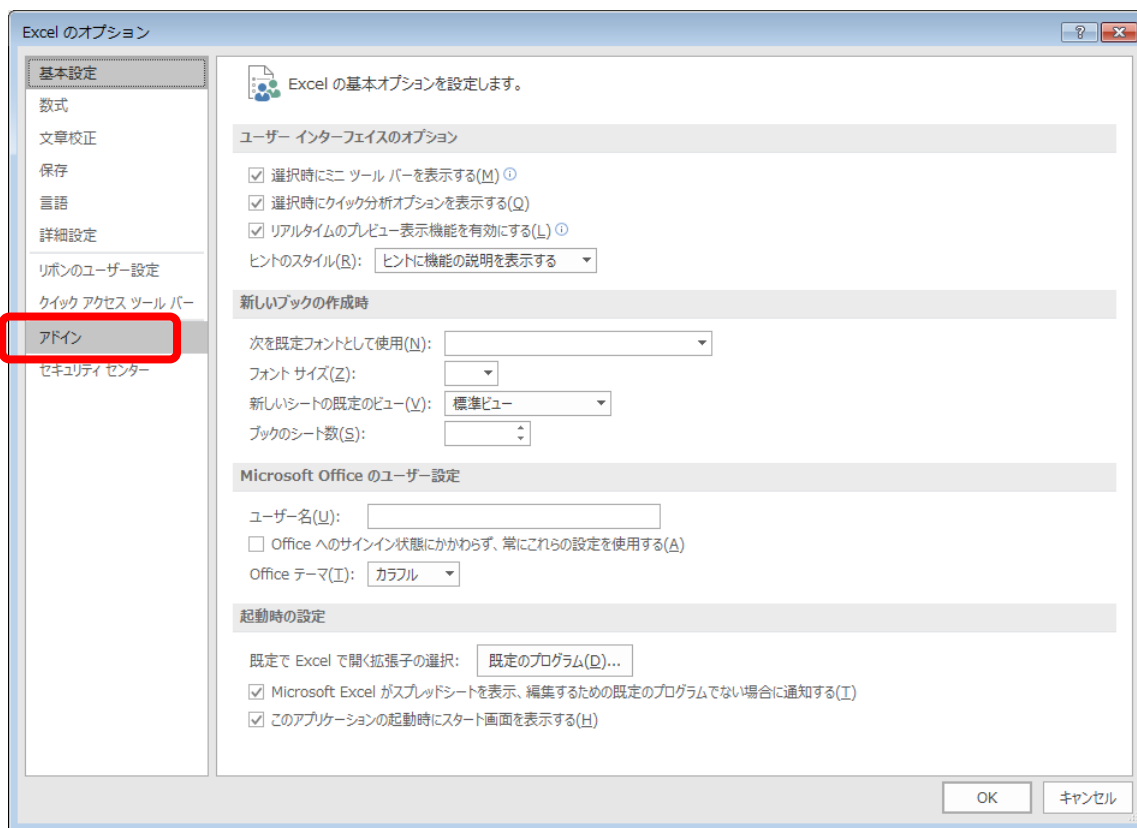 Excel のオプション
基本設定
数式
文章校正
保存
言語
詳細設定
リボンのユーザー設定
クイック アクセス ツール バー
アドイン
セキュリティ センター
Excel の基本オプションを設定します。
ユーザー インターフェイスのオプション
選択時にミニ ツール バーを表示する(M)
選択時にクイック分析オプションを表示する(Q)
リアルタイムのプレビュー表示機能を有効にする(L)
ヒントのスタイル(R): ヒントに機能の説明を表示する
新しいブックの作成時
次を既定フォントとして使用(N):
フォント サイズ(Z):
新しいシートの既定のビュー(V): 標準ビュー
ブックのシート数(S):
Microsoft Office のユーザー設定
ユーザー名(U):
Office へのサインイン状態にかかわらず、常にこれらの設定を使用する(A)
Office テーマ(T): カラフル
起動時の設定
既定で Excel で開く拡張子の選択: 既定のプログラム(D)...
Microsoft Excel がスプレッドシートを表示、編集するための既定のプログラムでない場合に通知する(T)
このアプリケーションの起動時にスタート画面を表示する(H)
OK キャンセル